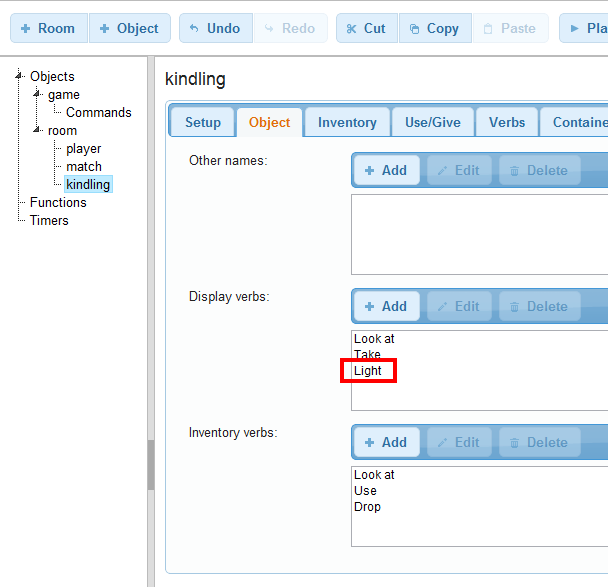 Room Object Undo Redo Cut Copy Paste Pla
Objects
game
Commands
room
player
match
kindling
Functions
Timers
kindling
Setup Object Inventory Use/Give Verbs Containe
Other names:
Add Edit Delete
Display verbs:
Add Edit Delete
Look at
Take
Light
Inventory verbs:
Add Edit Delete
Look at
Use
Drop